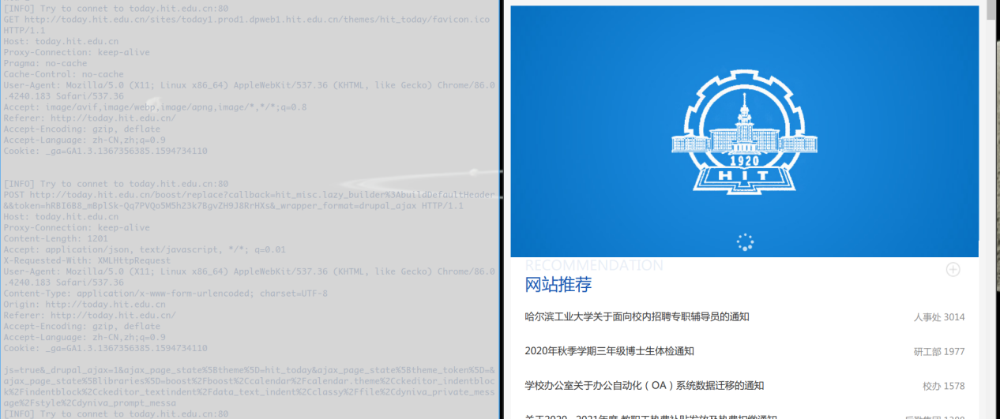 [INFO] Try to connet to today.hit.edu.cn:80
GET http://today.hit.edu.cn/sites/today1.prod1.dpweb1.hit.edu.cn/themes/hit_today/favicon.ico
HTTP/1.1
Host: today.hit.edu.cn
Proxy-Connection: keep-alive
Pragma: no-cache
Cache-Control: no-cache
User-Agent: Mozilla/5.0 (X11; Linux x86_64) AppleWebKit/537.36 (KHTML, like Gecko) Chrome/86.0
.4240.183 Safari/537.36
Accept: image/avif,image/webp,image/apng,image/*,*/*;q=0.8
Referer: http://today.hit.edu.cn/
Accept-Encoding: gzip, deflate
Accept-Language: zh-CN,zh;q=0.9
Cookie: _ga=GA1.3.1367356385.1594734110
[INFO] Try to connet to today.hit.edu.cn:80
POST http://today.hit.edu.cn/boost/replace?callback=hit_misc.lazy_builder%3AbuildDefaultHeader
&&token=hRBI6B8_mBplSk-Qq7PVQo5M5h23k7BgvZH9J8RrHXs&_wrapper_format=drupal_ajax HTTP/1.1
Host: today.hit.edu.cn
Proxy-Connection: keep-alive
Content-Length: 1201
Accept: application/json, text/javascript, */*; q=0.01
X-Requested-With: XMLHttpRequest
User-Agent: Mozilla/5.0 (X11; Linux x86_64) AppleWebKit/537.36 (KHTML, like Gecko) Chrome/86.0
.4240.183 Safari/537.36
Content-Type: application/x-www-form-urlencoded; charset=UTF-8
Origin: http://today.hit.edu.cn
Referer: http://today.hit.edu.cn/
Accept-Encoding: gzip, deflate
Accept-Language: zh-CN,zh;q=0.9
Cookie: _ga=GA1.3.1367356385.1594734110
js=true&_drupal_ajax=1&ajax_page_state%5Btheme%5D=hit_today&ajax_page_state%5Btheme_token%5D=&
ajax_page_state%5Blibraries%5D=boost%2Fboost%2Ccalendar%2Fcalendar.theme%2Cckeditor_indentbloc
k%2Findentblock%2Cckeditor_textindent%2Fdata_text_indent%2Cclassy%2Ffile%2Cdyniva_private_mess
age%2Fstyle%2Cdyniva_prompt_messa
[INFO] Try to connet to today.hit.edu.cn:80
1920
HIT
RECOMMENDATION
网站推荐
哈尔滨工业大学关于面向校内招聘专职辅导员的通知 人事处 3014
2020年秋季学期三年级博士生体检通知 研工部 1977
学校办公室关于办公自动化（OA）系统数据迁移的通知 校办 1578